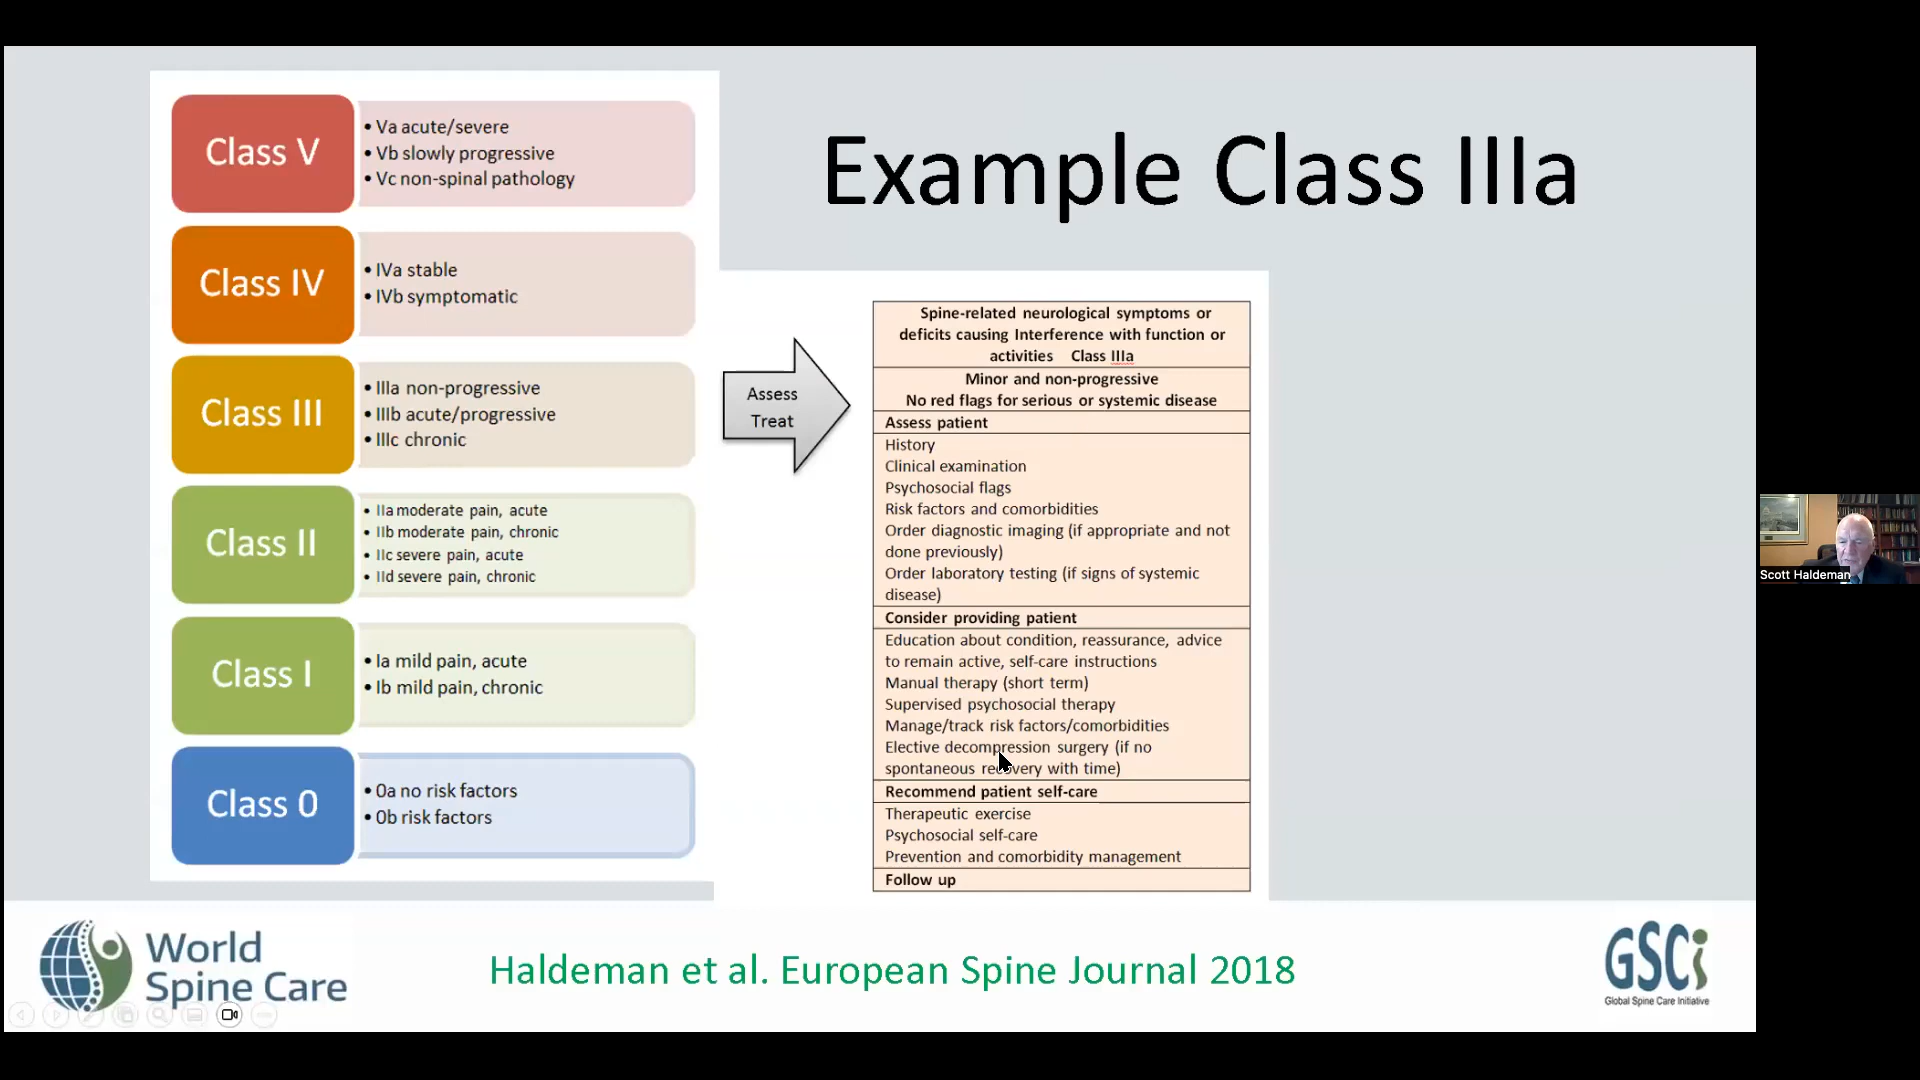 Example Class IIIa
Class V
• Va acute/severe
• Vb slowly progressive
• Vc non-spinal pathology
Class IV
• IVa stable
• IVb symptomatic
Class III
• IIIa non-progressive
• IIIb acute/progressive
• IIIc chronic
Class II
• IIa moderate pain, acute
• IIb moderate pain, chronic
• IIc severe pain, acute
• IId severe pain, chronic
Class I
• Ia mild pain, acute
• Ib mild pain, chronic
Class 0
• 0a no risk factors
• 0b risk factors
Assess
Treat
Spine-related neurological symptoms or
deficits causing Interference with function or
activities Class IIIa
Minor and non-progressive
No red flags for serious or systemic disease
Assess patient
History
Clinical examination
Psychosocial flags
Risk factors and comorbidities
Order diagnostic imaging (if appropriate and not
done previously)
Order laboratory testing (if signs of systemic
disease)
Consider providing patient
Education about condition, reassurance, advice
to remain active, self-care instructions
Manual therapy (short term)
Supervised psychosocial therapy
Manage/track risk factors/comorbidities
Elective decompression surgery (if no
spontaneous recovery with time)
Recommend patient self-care
Therapeutic exercise
Psychosocial self-care
Prevention and comorbidity management
Follow up
Scott Haldeman
World
Spine Care
Haldeman et al. European Spine Journal 2018
GSCi
Global Spine Care Initiative